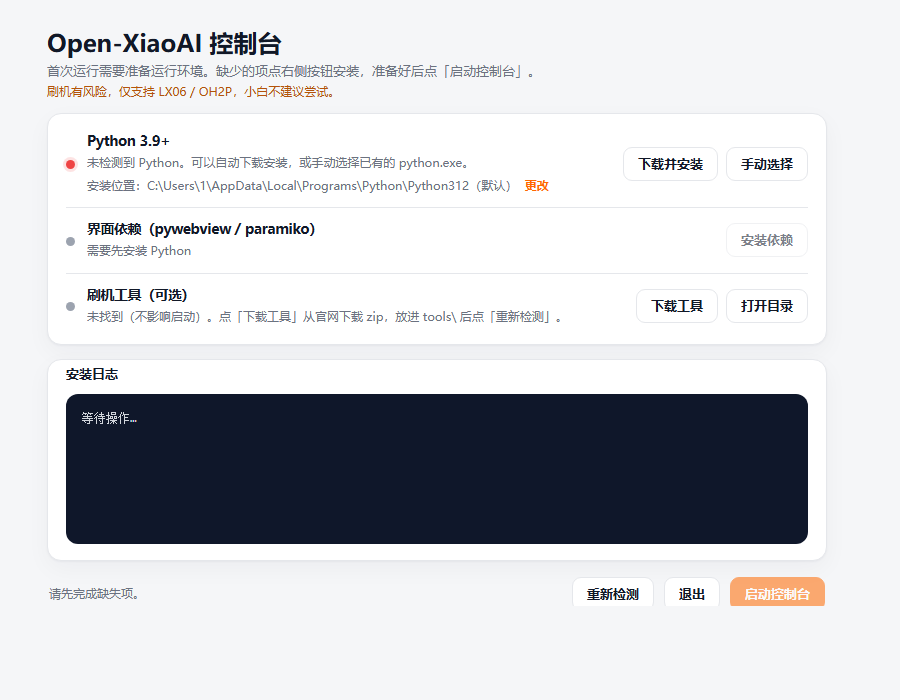 Open-XiaoAI 控制台
首次运行需要准备运行环境。缺少的项点右侧按钮安装，准备好后点「启动控制台」。
刷机有风险，仅支持 LX06 / OH2P，小白不建议尝试。
Python 3.9+
未检测到 Python。可以自动下载安装，或手动选择已有的 python.exe。
安装位置：C:\Users\1\AppData\Local\Programs\Python\Python312（默认） 更改
下载并安装 手动选择
界面依赖（pywebview / paramiko）
需要先安装 Python
安装依赖
刷机工具（可选）
未找到（不影响启动）。点「下载工具」从官网下载 zip，放进 tools\ 后点「重新检测」。
下载工具 打开目录
安装日志
等待操作…
请先完成缺失项。
重新检测 退出 启动控制台